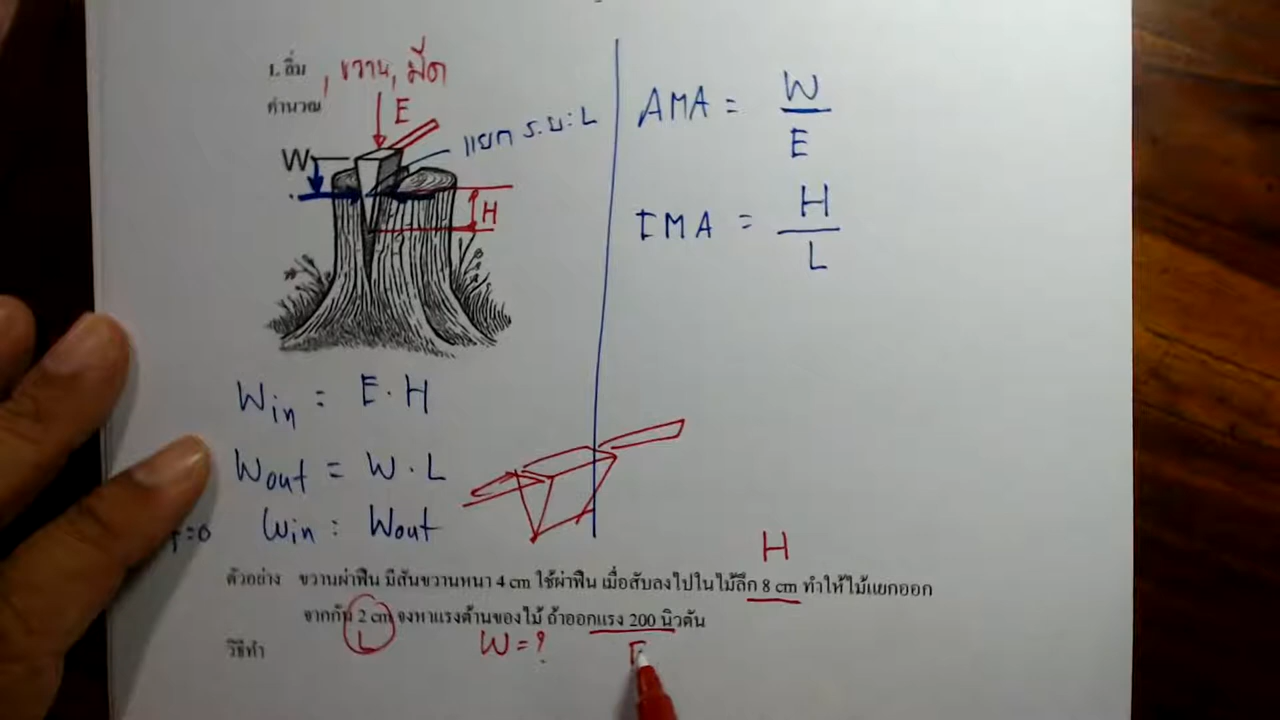 1. ลิ่ม , ขวาน, มีด
คำนวณ
E
แยก ระยะ L
W
H
AMA = W / E
IMA = H / L
Win = E . H
Wout = W . L
=0 Win = Wout
H
ตัวอย่าง ขวานผ่าฟืน มีสันขวานหนา 4 cm ใช้ผ่าฟืน เมื่อสับลงไปในไม้ลึก 8 cm ทำให้ไม้แยกออก
จากกัน 2 cm จงหาแรงต้านของไม้ ถ้าออกแรง 200 นิวตัน
L W = ?
วิธีทำ